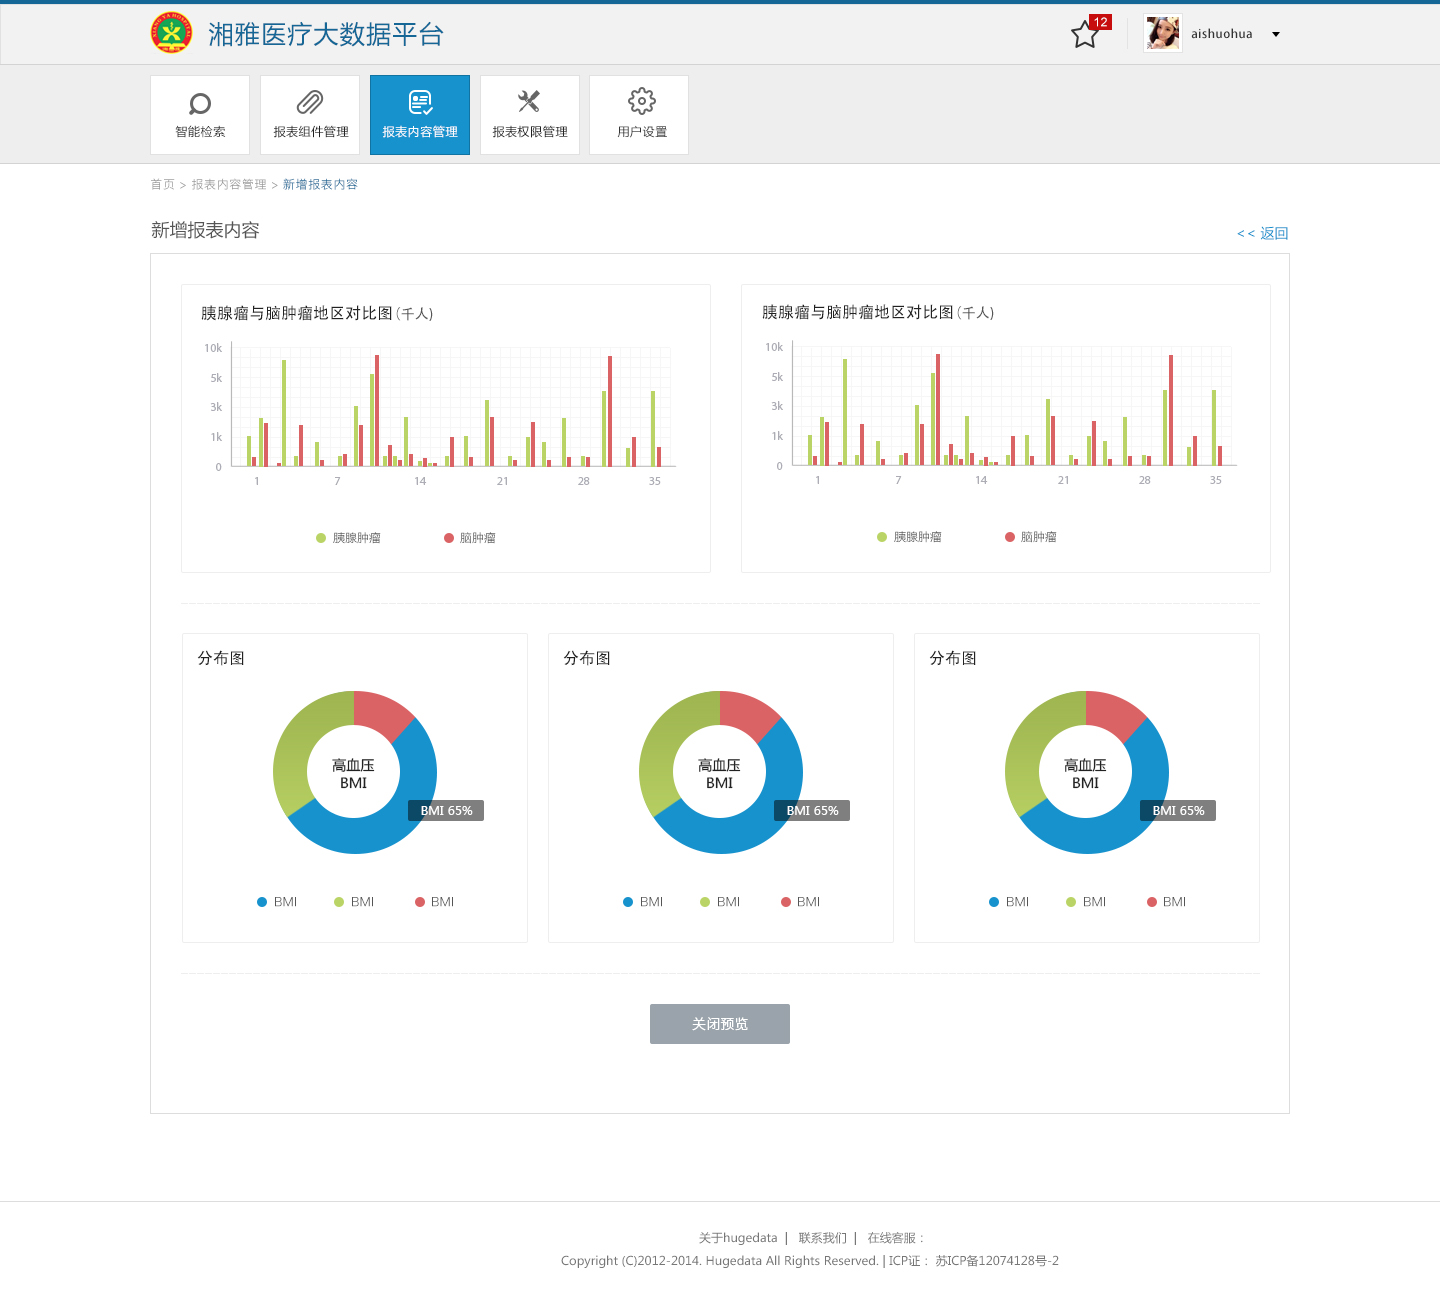 湘雅医疗大数据平台
12
aishuohua
智能检索
报表组件管理
报表内容管理
报表权限管理
用户设置
首页 > 报表内容管理 > 新增报表内容
新增报表内容
<< 返回
胰腺瘤与脑肿瘤地区对比图(千人)
10k
5k
3k
1k
0
1 7 14 21 28 35
胰腺肿瘤 脑肿瘤
胰腺瘤与脑肿瘤地区对比图(千人)
10k
5k
3k
1k
0
1 7 14 21 28 35
胰腺肿瘤 脑肿瘤
分布图
高血压
BMI
BMI 65%
BMI BMI BMI
分布图
高血压
BMI
BMI 65%
BMI BMI BMI
分布图
高血压
BMI
BMI 65%
BMI BMI BMI
关闭预览
关于hugedata | 联系我们 | 在线客服：
Copyright (C)2012-2014. Hugedata All Rights Reserved. | ICP证：苏ICP备12074128号-2